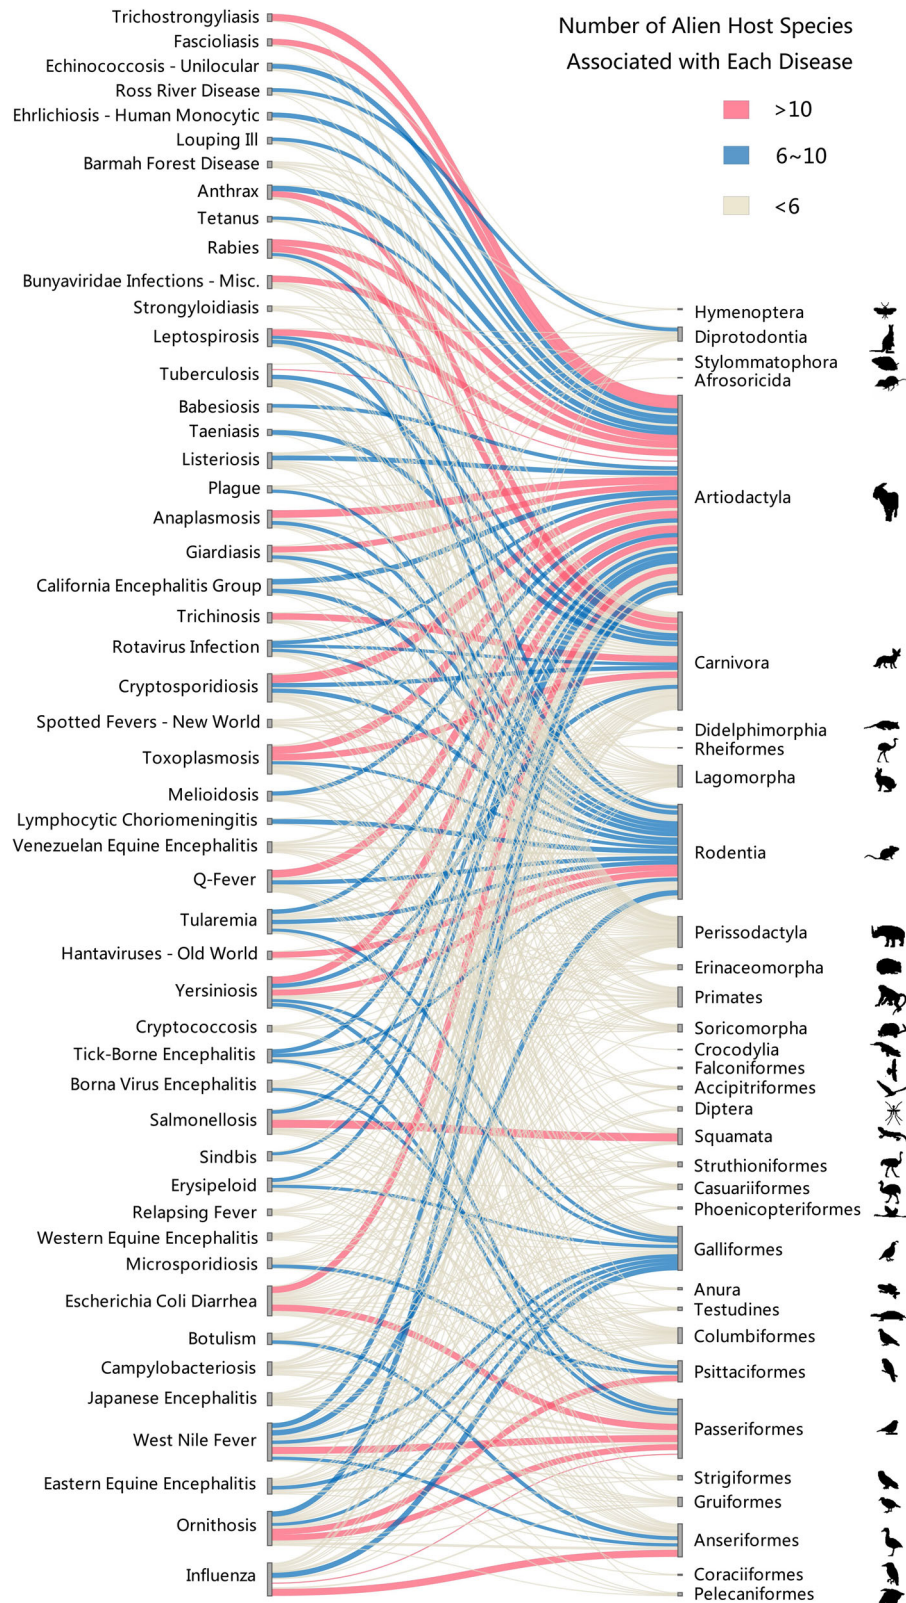 Number of Alien Host Species
Associated with Each Disease
>10
6~10
<6
Trichostrongyliasis
Fascioliasis
Echinococcosis - Unilocular
Ross River Disease
Ehrlichiosis - Human Monocytic
Louping Ill
Barmah Forest Disease
Anthrax
Tetanus
Rabies
Bunyaviridae Infections - Misc.
Strongyloidiasis
Leptospirosis
Tuberculosis
Babesiosis
Taeniasis
Listeriosis
Plague
Anaplasmosis
Giardiasis
California Encephalitis Group
Trichinosis
Rotavirus Infection
Cryptosporidiosis
Spotted Fevers - New World
Toxoplasmosis
Melioidosis
Lymphocytic Choriomeningitis
Venezuelan Equine Encephalitis
Q-Fever
Tularemia
Hantaviruses - Old World
Yersiniosis
Cryptococcosis
Tick-Borne Encephalitis
Borna Virus Encephalitis
Salmonellosis
Sindbis
Erysipeloid
Relapsing Fever
Western Equine Encephalitis
Microsporidiosis
Escherichia Coli Diarrhea
Botulism
Campylobacteriosis
Japanese Encephalitis
West Nile Fever
Eastern Equine Encephalitis
Ornithosis
Influenza
Hymenoptera
Diprotodontia
Stylommatophora
Afrosoricida
Artiodactyla
Carnivora
Didelphimorphia
Rheiformes
Lagomorpha
Rodentia
Perissodactyla
Erinaceomorpha
Primates
Soricomorpha
Crocodylia
Falconiformes
Accipitriformes
Diptera
Squamata
Struthioniformes
Casuariiformes
Phoenicopteriformes
Galliformes
Anura
Testudines
Columbiformes
Psittaciformes
Passeriformes
Strigiformes
Gruiformes
Anseriformes
Coraciiformes
Pelecaniformes